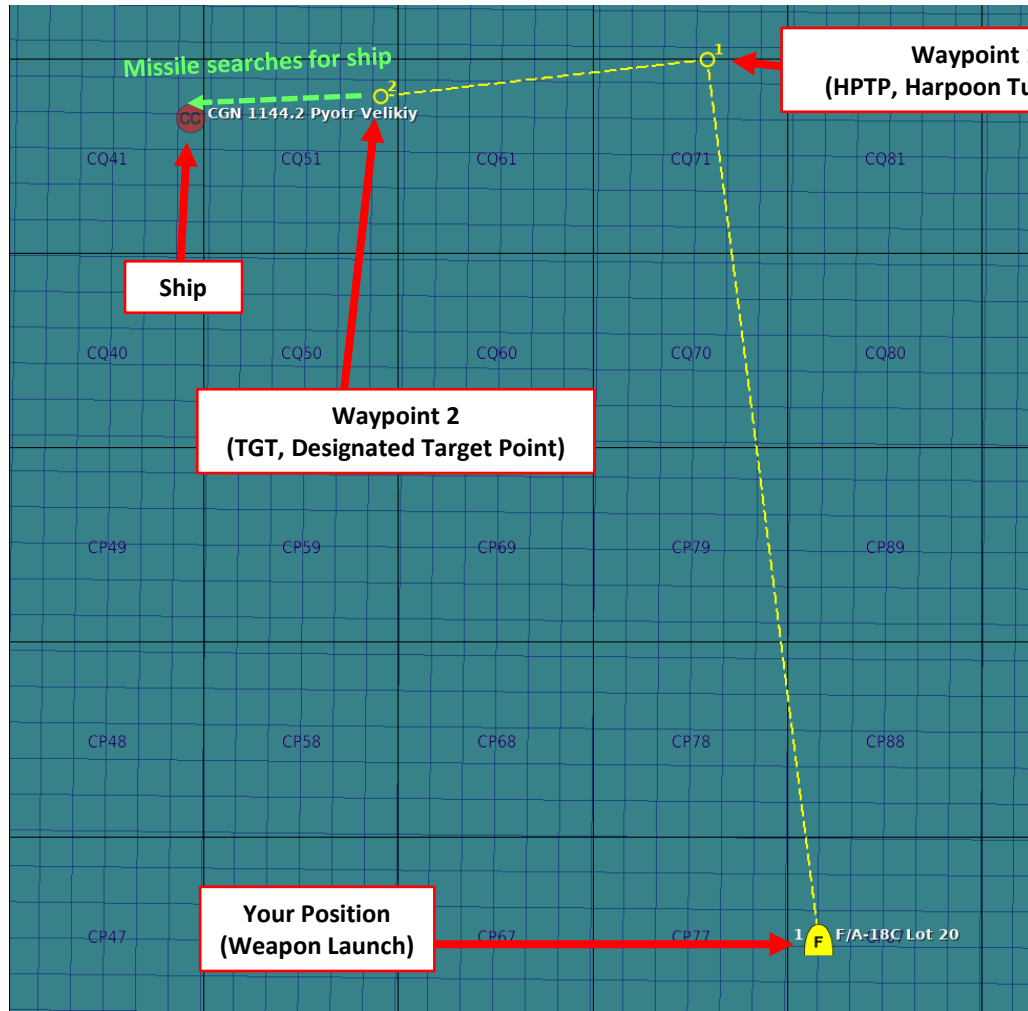 Missile searches for ship
1
Waypoint
(HPTP, Harpoon Tu
2
CC
CGN 1144.2 Pyotr Velikiy
CQ41
CQ51
CQ61
CQ71
CQ81
Ship
CQ40
CQ50
CQ60
CQ70
CQ80
Waypoint 2
(TGT, Designated Target Point)
CP49
CP59
CP69
CP79
CP89
CP48
CP58
CP68
CP78
CP88
Your Position
(Weapon Launch)
CP47
CP67
CP77
1
F
F/A-18C Lot 20